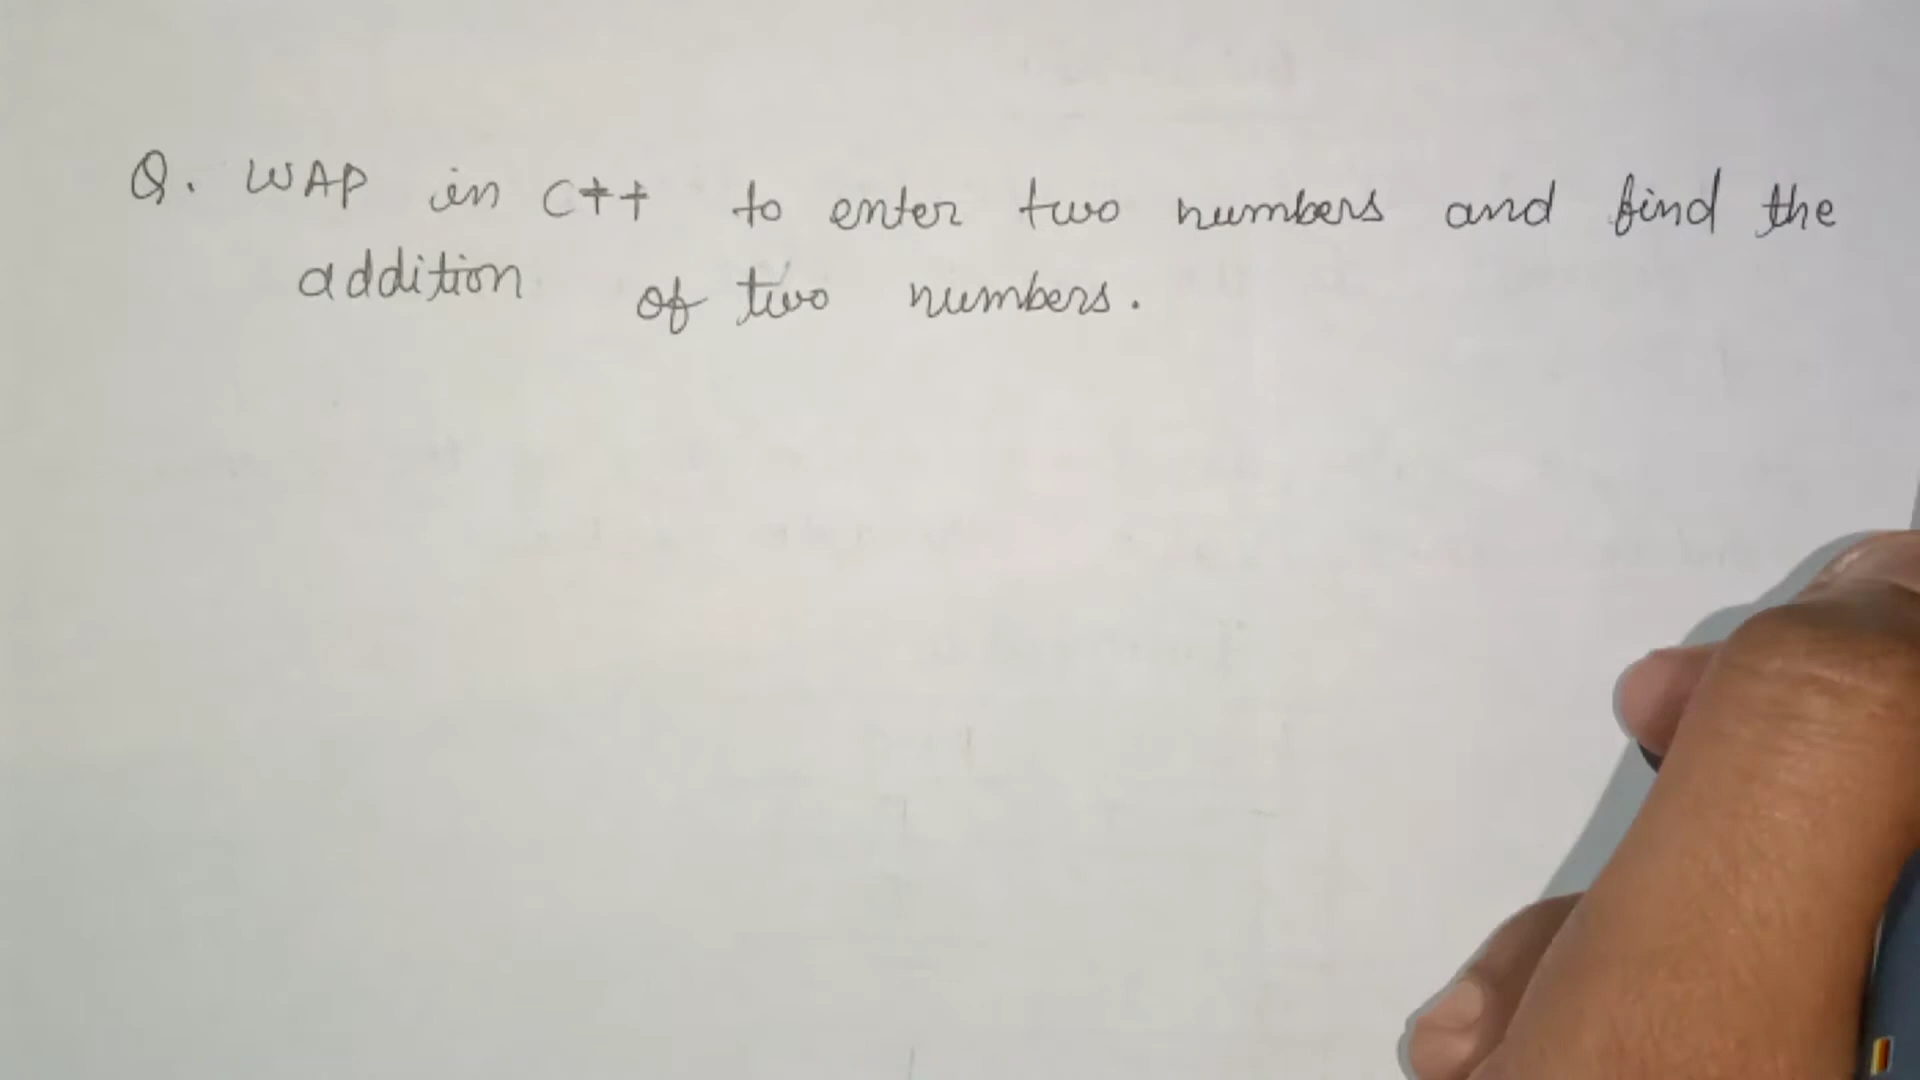 Q. WAP in C++ to enter two numbers and find the
addition of two numbers.